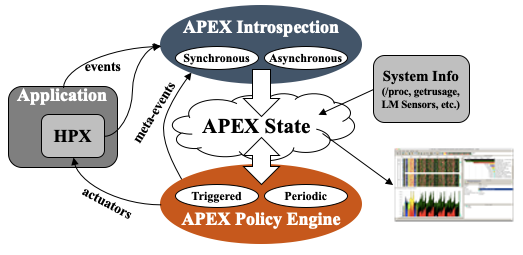 APEX Introspection
Synchronous
Asynchronous
events
Application
HPX
meta-events
System Info
(/proc, getrusage,
LM Sensors, etc.)
APEX State
actuators
Triggered
Periodic
APEX Policy Engine